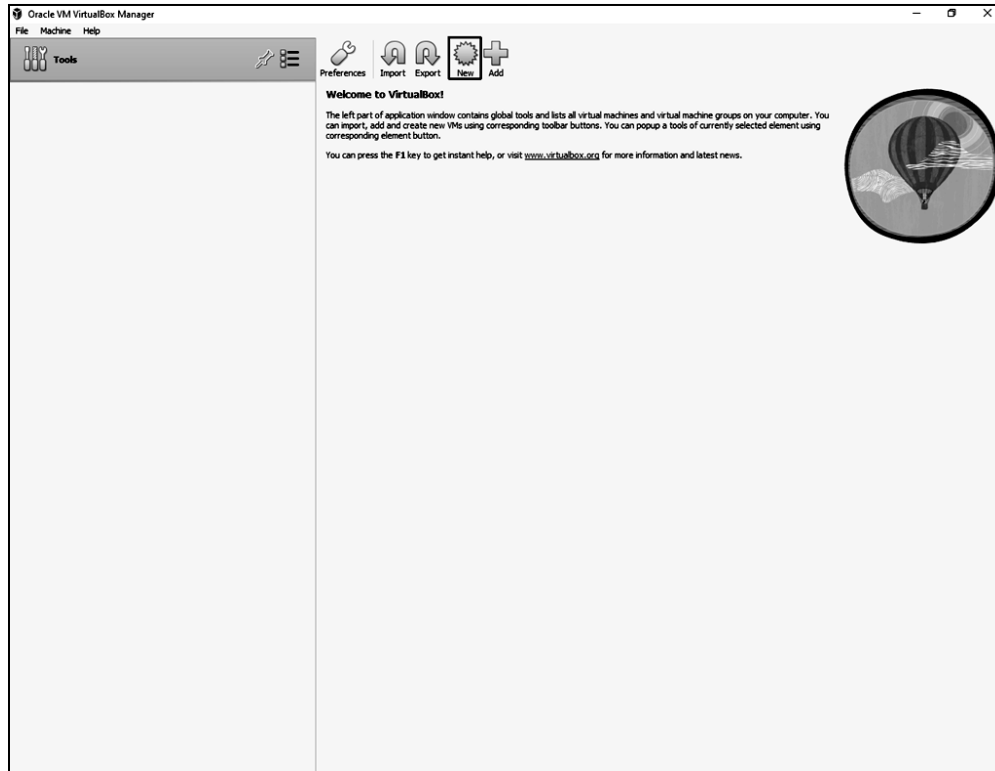 Oracle VM VirtualBox Manager
File Machine Help
Tools
Preferences Import Export New Add
Welcome to VirtualBox!
The left part of application window contains global tools and lists all virtual machines and virtual machine groups on your computer. You
can import, add and create new VMs using corresponding toolbar buttons. You can popup a tools of currently selected element using
corresponding element button.
You can press the F1 key to get instant help, or visit www.virtualbox.org for more information and latest news.